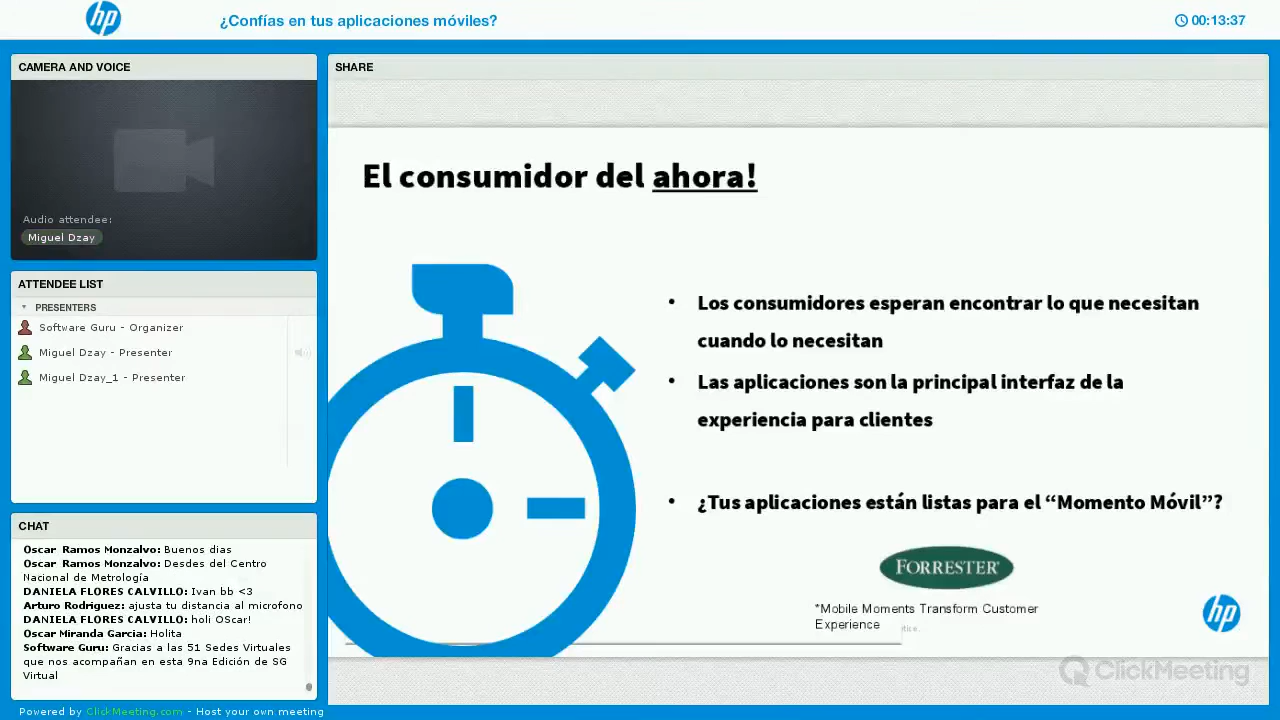 hp
¿Confías en tus aplicaciones móviles?
00:13:37
CAMERA AND VOICE
Audio attendee:
Miguel Dzay
ATTENDEE LIST
PRESENTERS
Software Guru - Organizer
Miguel Dzay - Presenter
Miguel Dzay_1 - Presenter
CHAT
Oscar Ramos Monzalvo: Buenos dias
Oscar Ramos Monzalvo: Desdes del Centro
Nacional de Metrología
DANIELA FLORES CALVILLO: Ivan bb <3
Arturo Rodriguez: ajusta tu distancia al microfono
DANIELA FLORES CALVILLO: holi OScar!
Oscar Miranda Garcia: Holita
Software Guru: Gracias a las 51 Sedes Virtuales
que nos acompañan en esta 9na Edición de SG
Virtual
Powered by ClickMeeting.com - Host your own meeting
SHARE
El consumidor del ahora!
• Los consumidores esperan encontrar lo que necesitan
cuando lo necesitan
• Las aplicaciones son la principal interfaz de la
experiencia para clientes
• ¿Tus aplicaciones están listas para el “Momento Móvil”?
FORRESTER®
*Mobile Moments Transform Customer
Experience
hp
ClickMeeting